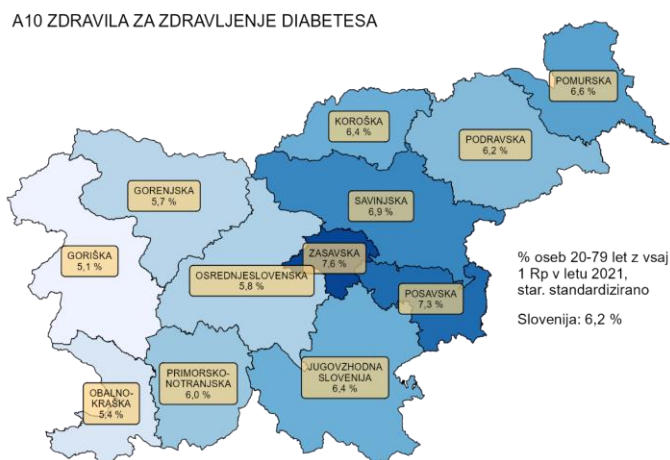 A10 ZDRAVILA ZA ZDRAVLJENJE DIABETESA
POMURSKA
6,6 %
KOROŠKA
6,4 %
PODRAVSKA
6,2 %
GORENJSKA
5,7 %
SAVINJSKA
6,9 %
GORIŠKA
5,1 %
ZASAVSKA
7,6 %
OSREDNJESLOVENSKA
5,8 %
POSAVSKA
7,3 %
% oseb 20-79 let z vsaj
1 Rp v letu 2021,
star. standardizirano
Slovenija: 6,2 %
PRIMORSKO-
NOTRANJSKA
6,0 %
JUGOVZHODNA
SLOVENIJA
6,4 %
OBALNO-
KRAŠKA
5,4 %